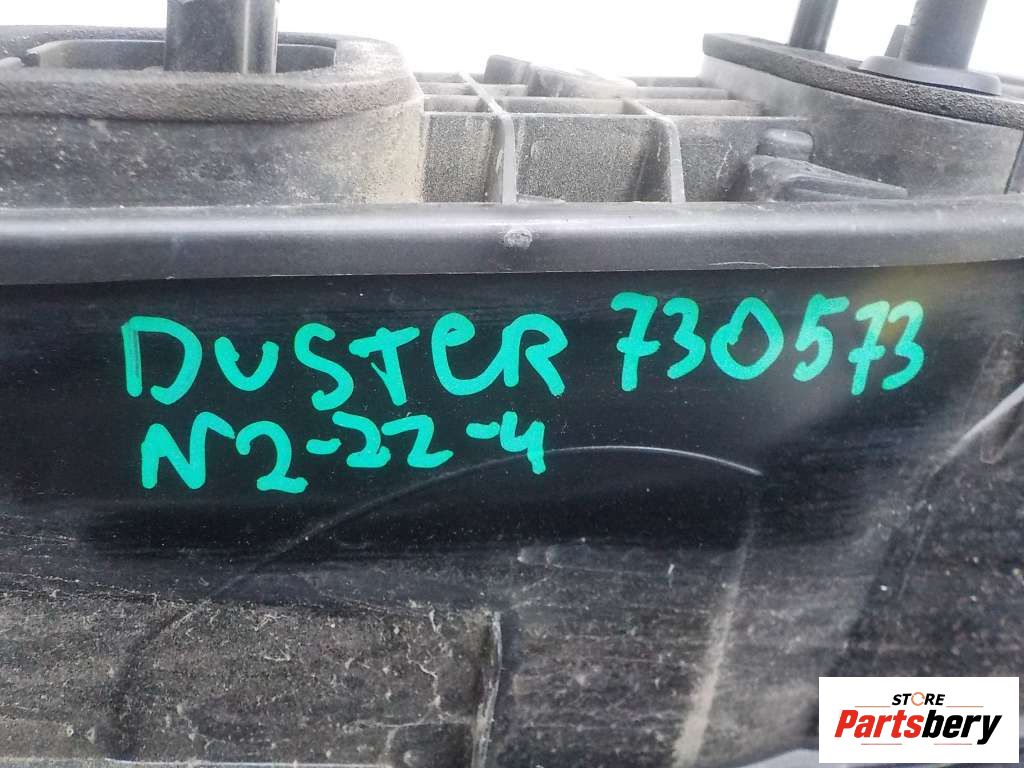 DUSTER 730573
N2-22-4
STORE
Partsbery